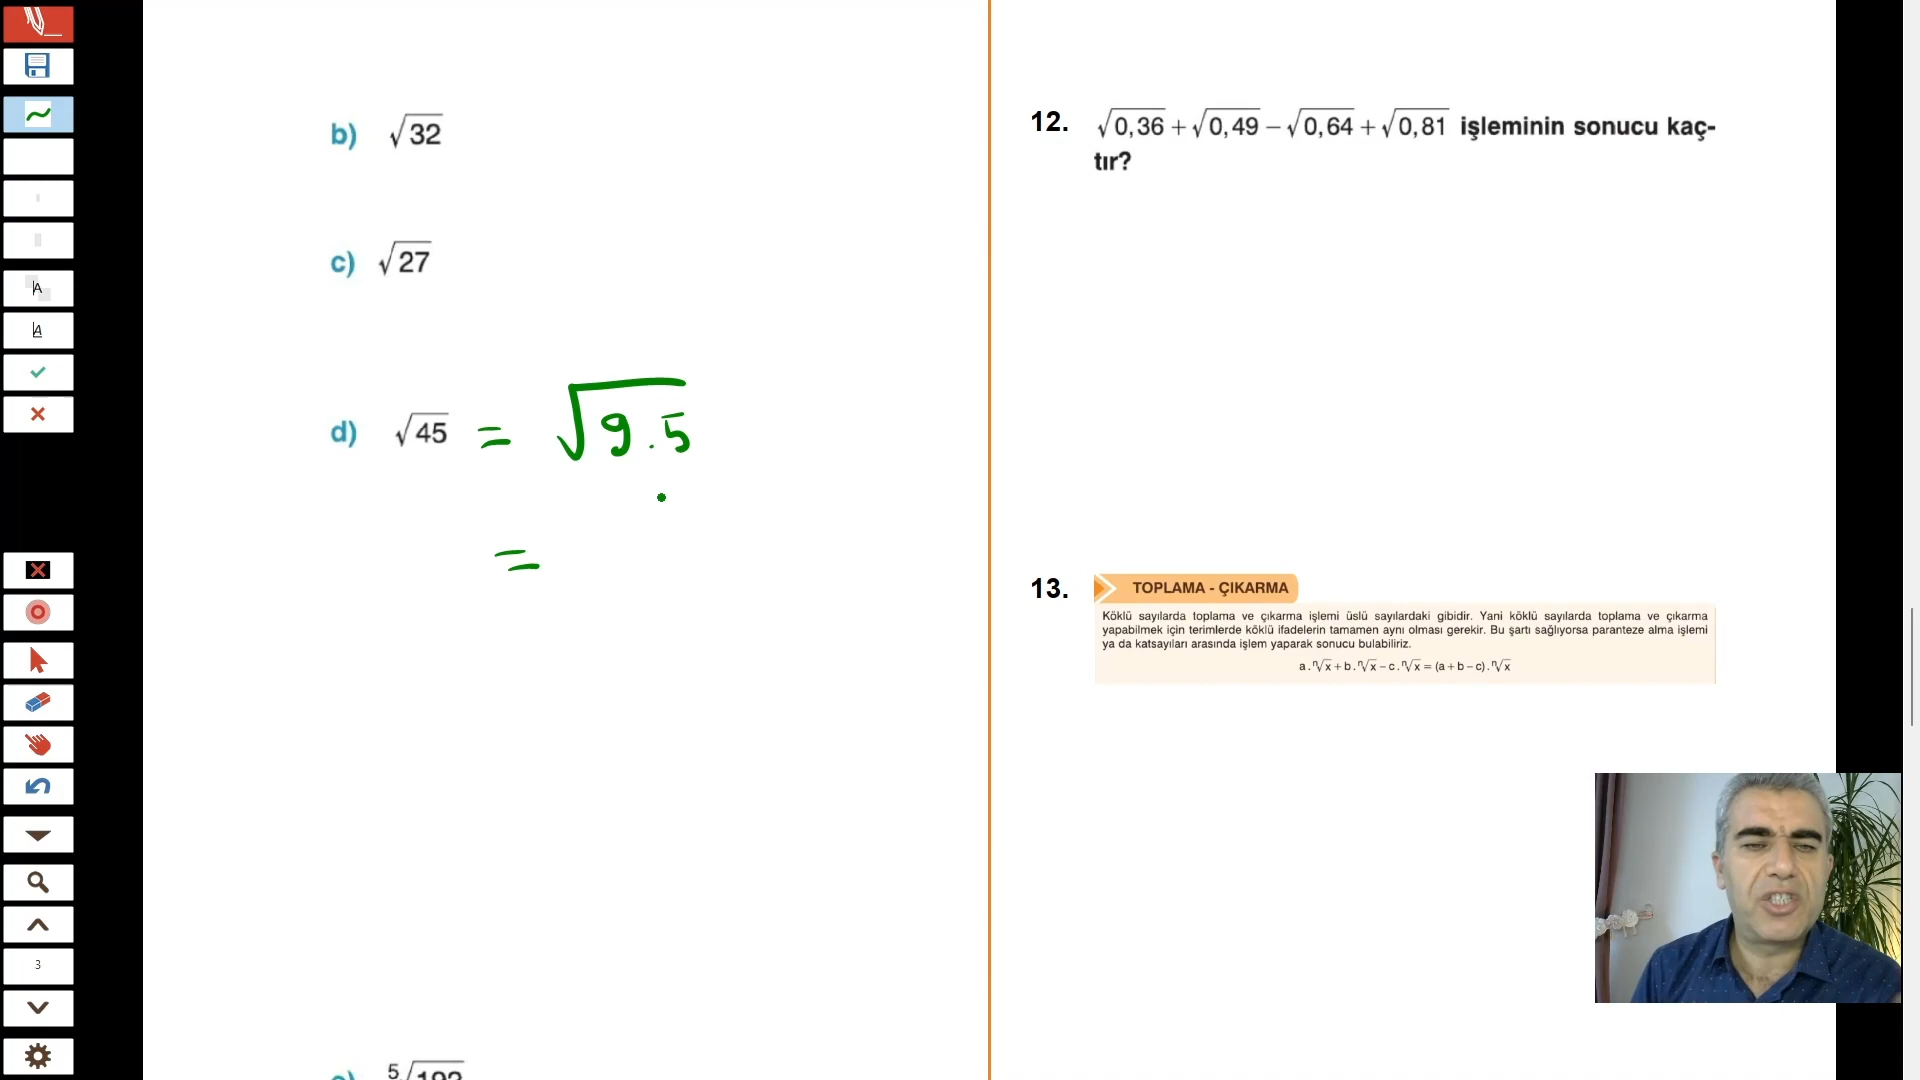 b) √32
c) √27
d) √45 = √9.5
=
5√192
12. √0,36 + √0,49 − √0,64 + √0,81 işleminin sonucu kaç-
tır?
13. TOPLAMA - ÇIKARMA
Köklü sayılarda toplama ve çıkarma işlemi üslü sayılardaki gibidir. Yani köklü sayılarda toplama ve çıkarma
yapabilmek için terimlerde köklü ifadelerin tamamen aynı olması gerekir. Bu şartı sağlıyorsa paranteze alma işlemi
ya da katsayıları arasında işlem yaparak sonucu bulabiliriz.
a.ⁿ√x + b.ⁿ√x − c.ⁿ√x = (a + b − c).ⁿ√x
A
A
3